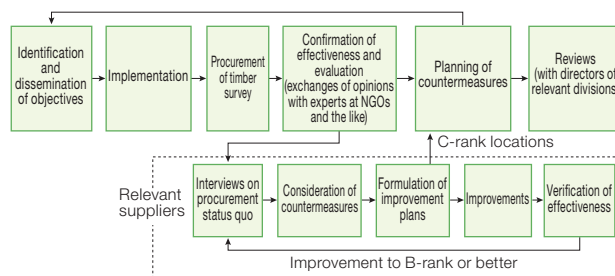 Identification
and
dissemination
of objectives
Implementation
Procurement
of timber
survey
Confirmation of
effectiveness and
evaluation
(exchanges of opinions
with experts at NGOs
and the like)
Planning of
countermeasures
Reviews
(with directors of
relevant divisions)
C-rank locations
Relevant
suppliers
Interviews on
procurement
status quo
Consideration of
countermeasures
Formulation of
improvement
plans
Improvements
Verification of
effectiveness
Improvement to B-rank or better